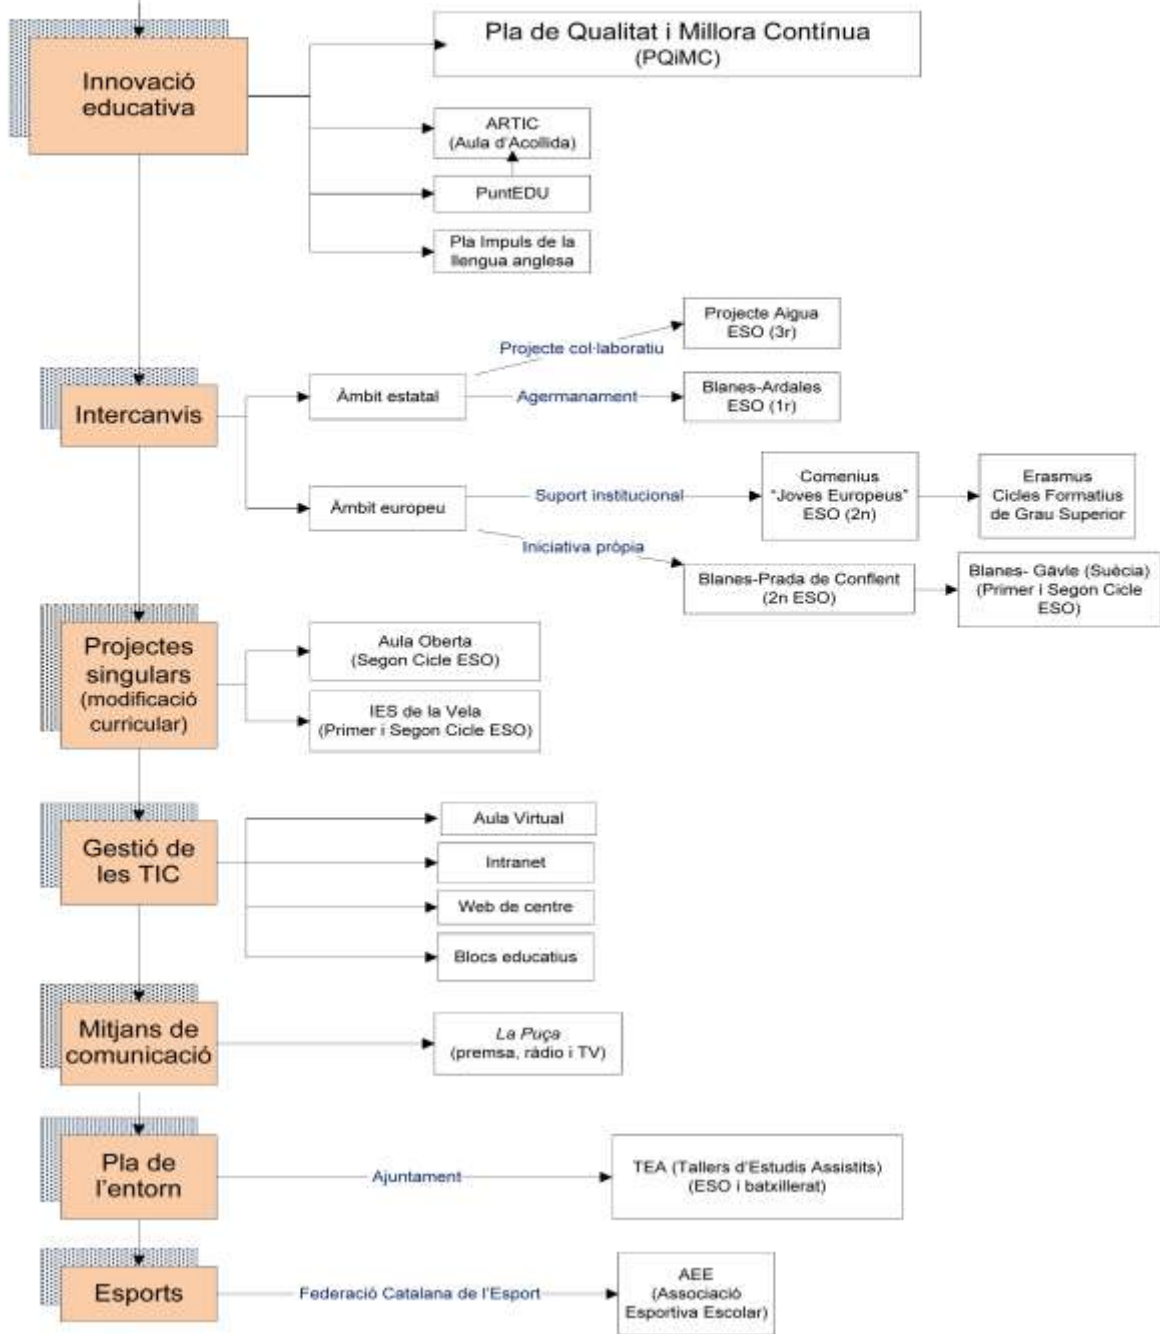 Innovació
educativa
Pla de Qualitat i Millora Contínua
(PQiMC)
ARTIC
(Aula d'Acollida)
PuntEDU
Pla Impuls de la
llengua anglesa
Intercanvis
Àmbit estatal
Projecte col·laboratiu
Projecte Aigua
ESO (3r)
Agermanament
Blanes-Ardales
ESO (1r)
Àmbit europeu
Suport institucional
Comenius
"Joves Europeus"
ESO (2n)
Erasmus
Cicles Formatius
de Grau Superior
Iniciativa pròpia
Blanes-Prada de Conflent
(2n ESO)
Blanes- Gävle (Suècia)
(Primer i Segon Cicle
ESO)
Projectes
singulars
(modificació
curricular)
Aula Oberta
(Segon Cicle ESO)
IES de la Vela
(Primer i Segon Cicle ESO)
Gestió de
les TIC
Aula Virtual
Intranet
Web de centre
Blocs educatius
Mitjans de
comunicació
La Puça
(premsa, ràdio i TV)
Pla de
l'entorn
Ajuntament
TEA (Tallers d'Estudis Assistits)
(ESO i batxillerat)
Esports
Federació Catalana de l'Esport
AEE
(Associació
Esportiva Escolar)